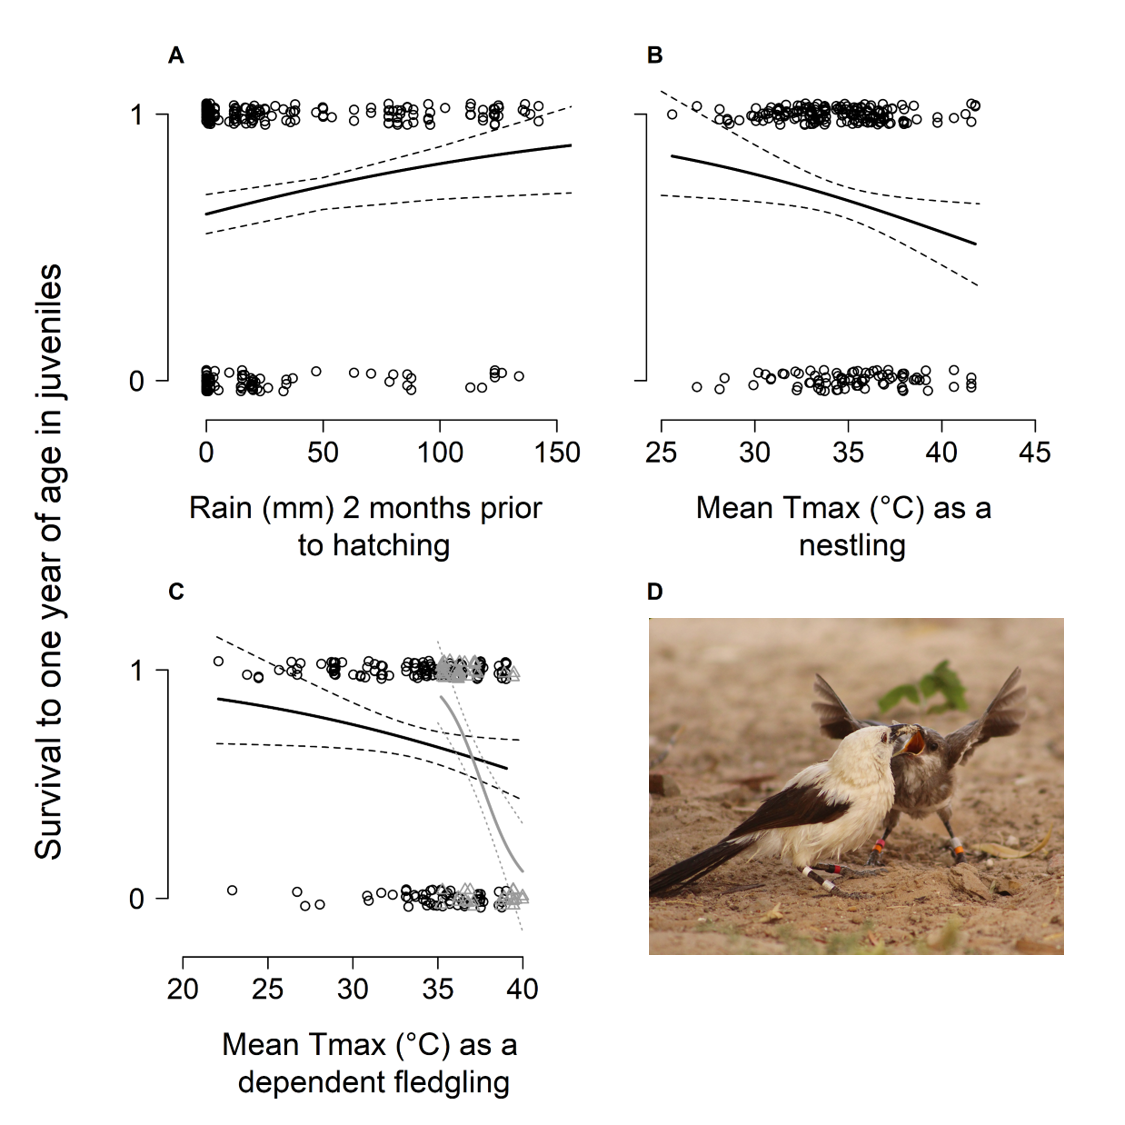 A
B
1
0
0 50 100 150
25 30 35 40 45
Rain (mm) 2 months prior
to hatching
Mean Tmax (°C) as a
nestling
Survival to one year of age in juveniles
C
D
1
0
20 25 30 35 40
Mean Tmax (°C) as a
dependent fledgling